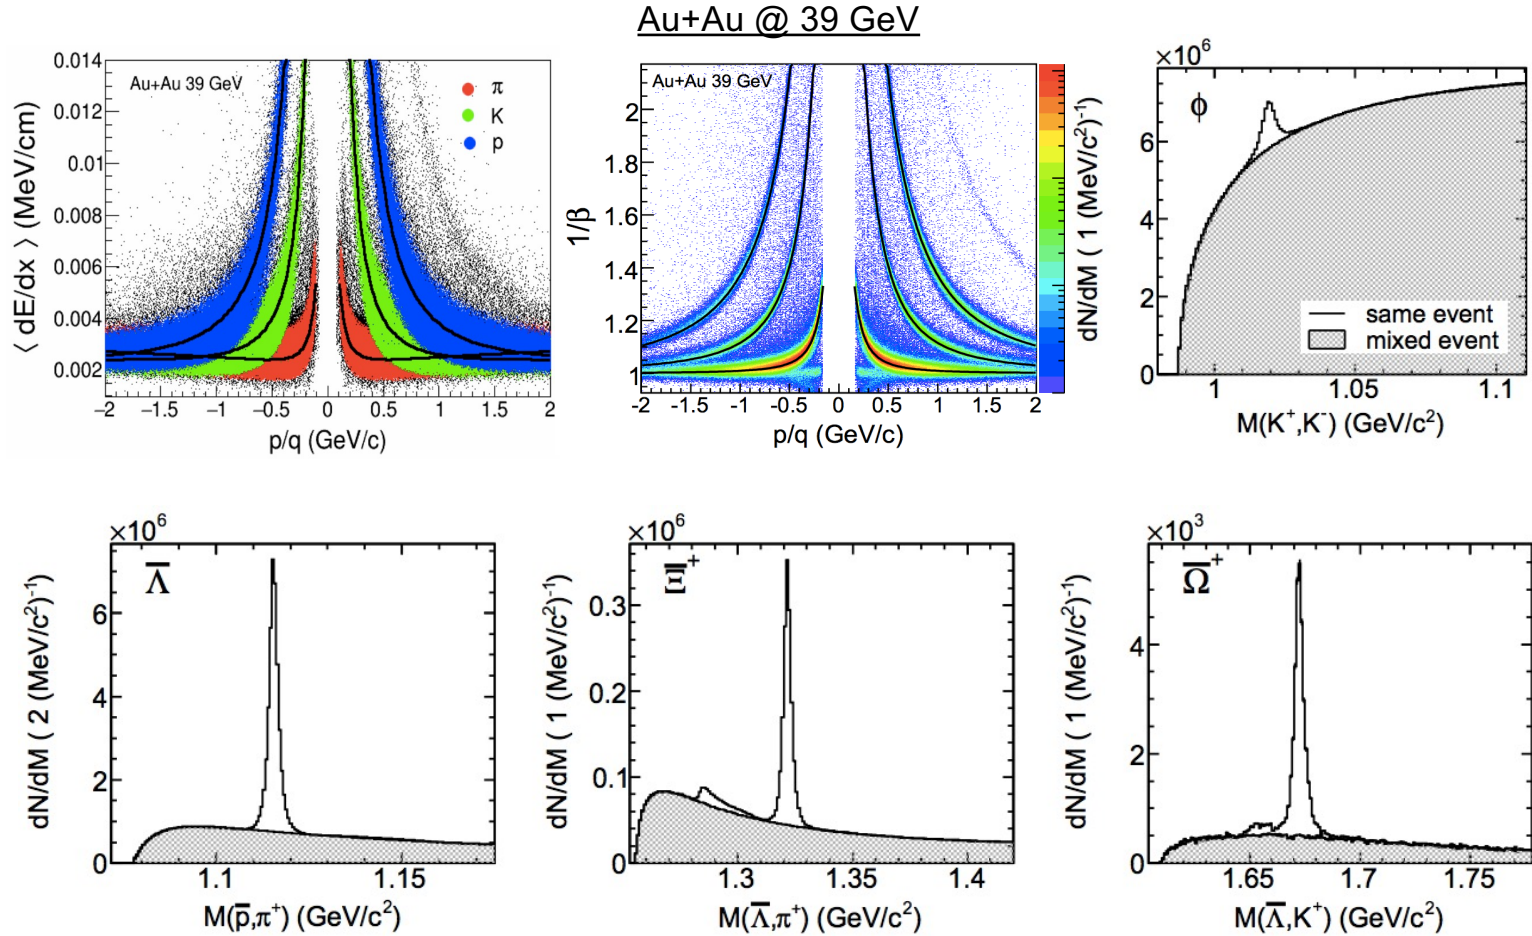 Au+Au @ 39 GeV
Au+Au 39 GeV
π
K
p
0.014
0.012
0.01
0.008
0.006
0.004
0.002
⟨ dE/dx ⟩ (MeV/cm)
−2 −1.5 −1 −0.5 0 0.5 1 1.5 2
p/q (GeV/c)
Au+Au 39 GeV
2
1.8
1.6
1.4
1.2
1
1/β
-2 -1.5 -1 -0.5 0 0.5 1 1.5 2
p/q (GeV/c)
×10⁶
ϕ
6
4
2
0
dN/dM ( 1 (MeV/c²)⁻¹)
same event
mixed event
1 1.05 1.1
M(K⁺,K⁻) (GeV/c²)
×10⁶
Λ̅
6
4
2
0
dN/dM ( 2 (MeV/c²)⁻¹)
1.1 1.15
M(p̅,π⁺) (GeV/c²)
×10⁶
Ξ̅⁺
0.3
0.2
0.1
0
dN/dM ( 1 (MeV/c²)⁻¹)
1.3 1.35 1.4
M(Λ̅,π⁺) (GeV/c²)
×10³
Ω̅⁺
4
2
0
dN/dM ( 1 (MeV/c²)⁻¹)
1.65 1.7 1.75
M(Λ̅,K⁺) (GeV/c²)